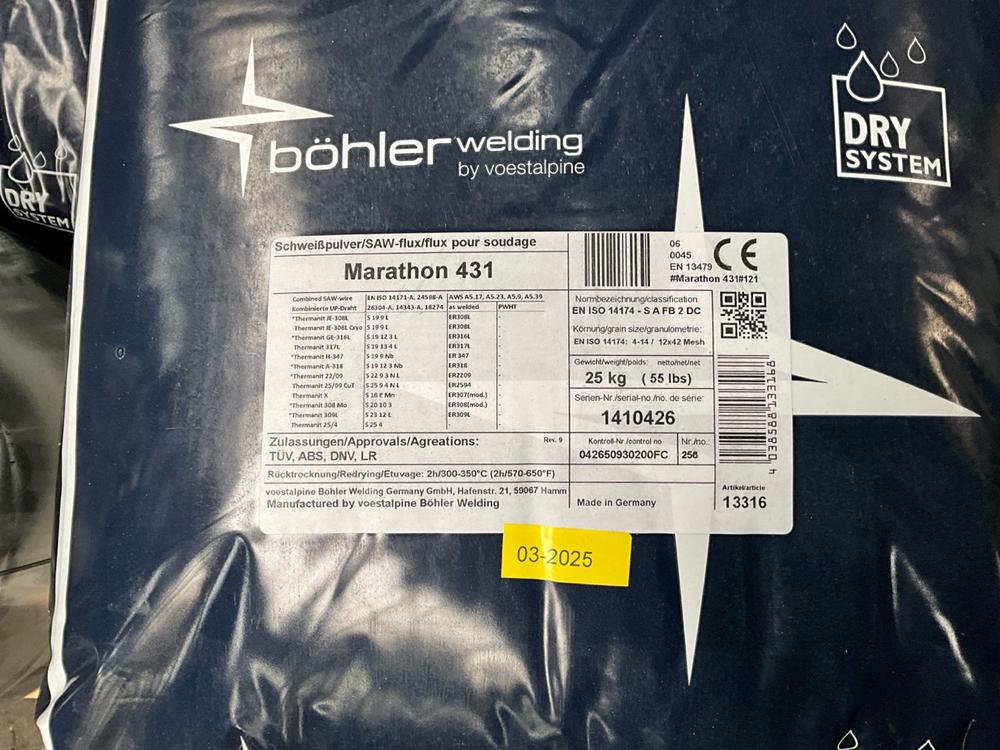 böhler welding
by voestalpine
DRY
SYSTEM
DRY
SYSTEM
Schweißpulver/SAW-flux/flux pour soudage
Marathon 431
06
0045
EN 13479
CE
#Marathon 431#121
Combined SAW-wire EN ISO 14171-A, 24598-A AWS A5.17, A5.23, A5.9, A5.39
Kombinierte UP-Draht 26304-A, 14343-A, 18274 as welded PWHT
*Thermanit JE-308L S 19 9 L ER308L -
Thermanit JE-308L Cryo S 19 9 L ER308L -
*Thermanit GE-316L S 19 12 3 L ER316L -
Thermanit 317L S 19 13 4 L ER317L -
*Thermanit H-347 S 19 9 Nb ER 347 -
*Thermanit A-318 S 19 12 3 Nb ER318 -
*Thermanit 22/09 S 22 9 3 N L ER2209 -
Thermanit 25/09 CuT S 25 9 4 N L ER2594 -
Thermanit X S 18 8 Mn ER307(mod.) -
*Thermanit 308 Mo S 20 10 3 ER308(mod.) -
*Thermanit 309L S 23 12 L ER309L -
Thermanit 25/4 S 25 4 - -
Normbezeichnung/classification
EN ISO 14174 - S A FB 2 DC
Körnung/grain size/granulométrie:
EN ISO 14174: 4-14 / 12x42 Mesh
Gewicht/weight/poids: netto/net/net
25 kg ( 55 lbs)
Serien-Nr./serial-no./no. de série:
1410426
Zulassungen/Approvals/Agreations: Rev. 9
TÜV, ABS, DNV, LR
Kontroll-Nr./control no Nr./no.:
042650930200FC 256
Rücktrocknung/Redrying/Etuvage: 2h/300-350°C (2h/570-650°F)
voestalpine Böhler Welding Germany GmbH, Hafenstr. 21, 59067 Hamm
Manufactured by voestalpine Böhler Welding
Made in Germany
Artikel/article
13316
03-2025